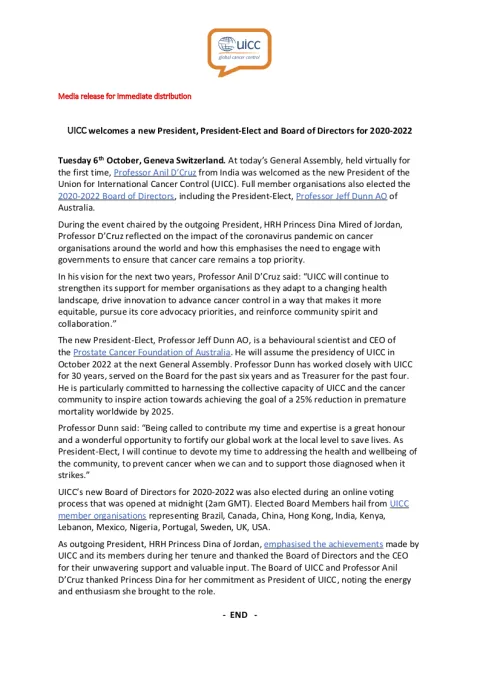 uicc
global cancer control
Media release for immediate distribution
UICC welcomes a new President, President-Elect and Board of Directors for 2020-2022
Tuesday 6th October, Geneva Switzerland. At today's General Assembly, held virtually for
the first time, Professor Anil D'Cruz from India was welcomed as the new President of the
Union for International Cancer Control (UICC). Full member organisations also elected the
2020-2022 Board of Directors, including the President-Elect, Professor Jeff Dunn AO of
Australia.
During the event chaired by the outgoing President, HRH Princess Dina Mired of Jordan,
Professor D'Cruz reflected on the impact of the coronavirus pandemic on cancer
organisations around the world and how this emphasises the need to engage with
governments to ensure that cancer care remains a top priority.
In his vision for the next two years, Professor Anil D'Cruz said: "UICC will continue to
strengthen its support for member organisations as they adapt to a changing health
landscape, drive innovation to advance cancer control in a way that makes it more
equitable, pursue its core advocacy priorities, and reinforce community spirit and
collaboration."
The new President-Elect, Professor Jeff Dunn AO, is a behavioural scientist and CEO of
the Prostate Cancer Foundation of Australia. He will assume the presidency of UICC in
October 2022 at the next General Assembly. Professor Dunn has worked closely with UICC
for 30 years, served on the Board for the past six years and as Treasurer for the past four.
He is particularly committed to harnessing the collective capacity of UICC and the cancer
community to inspire action towards achieving the goal of a 25% reduction in premature
mortality worldwide by 2025.
Professor Dunn said: "Being called to contribute my time and expertise is a great honour
and a wonderful opportunity to fortify our global work at the local level to save lives. As
President-Elect, I will continue to devote my time to addressing the health and wellbeing of
the community, to prevent cancer when we can and to support those diagnosed when it
strikes."
UICC's new Board of Directors for 2020-2022 was also elected during an online voting
process that was opened at midnight (2am GMT). Elected Board Members hail from UICC
member organisations representing Brazil, Canada, China, Hong Kong, India, Kenya,
Lebanon, Mexico, Nigeria, Portugal, Sweden, UK, USA.
As outgoing President, HRH Princess Dina of Jordan, emphasised the achievements made by
UICC and its members during her tenure and thanked the Board of Directors and the CEO
for their unwavering support and valuable input. The Board of UICC and Professor Anil
D'Cruz thanked Princess Dina for her commitment as President of UICC, noting the energy
and enthusiasm she brought to the role.
- END -